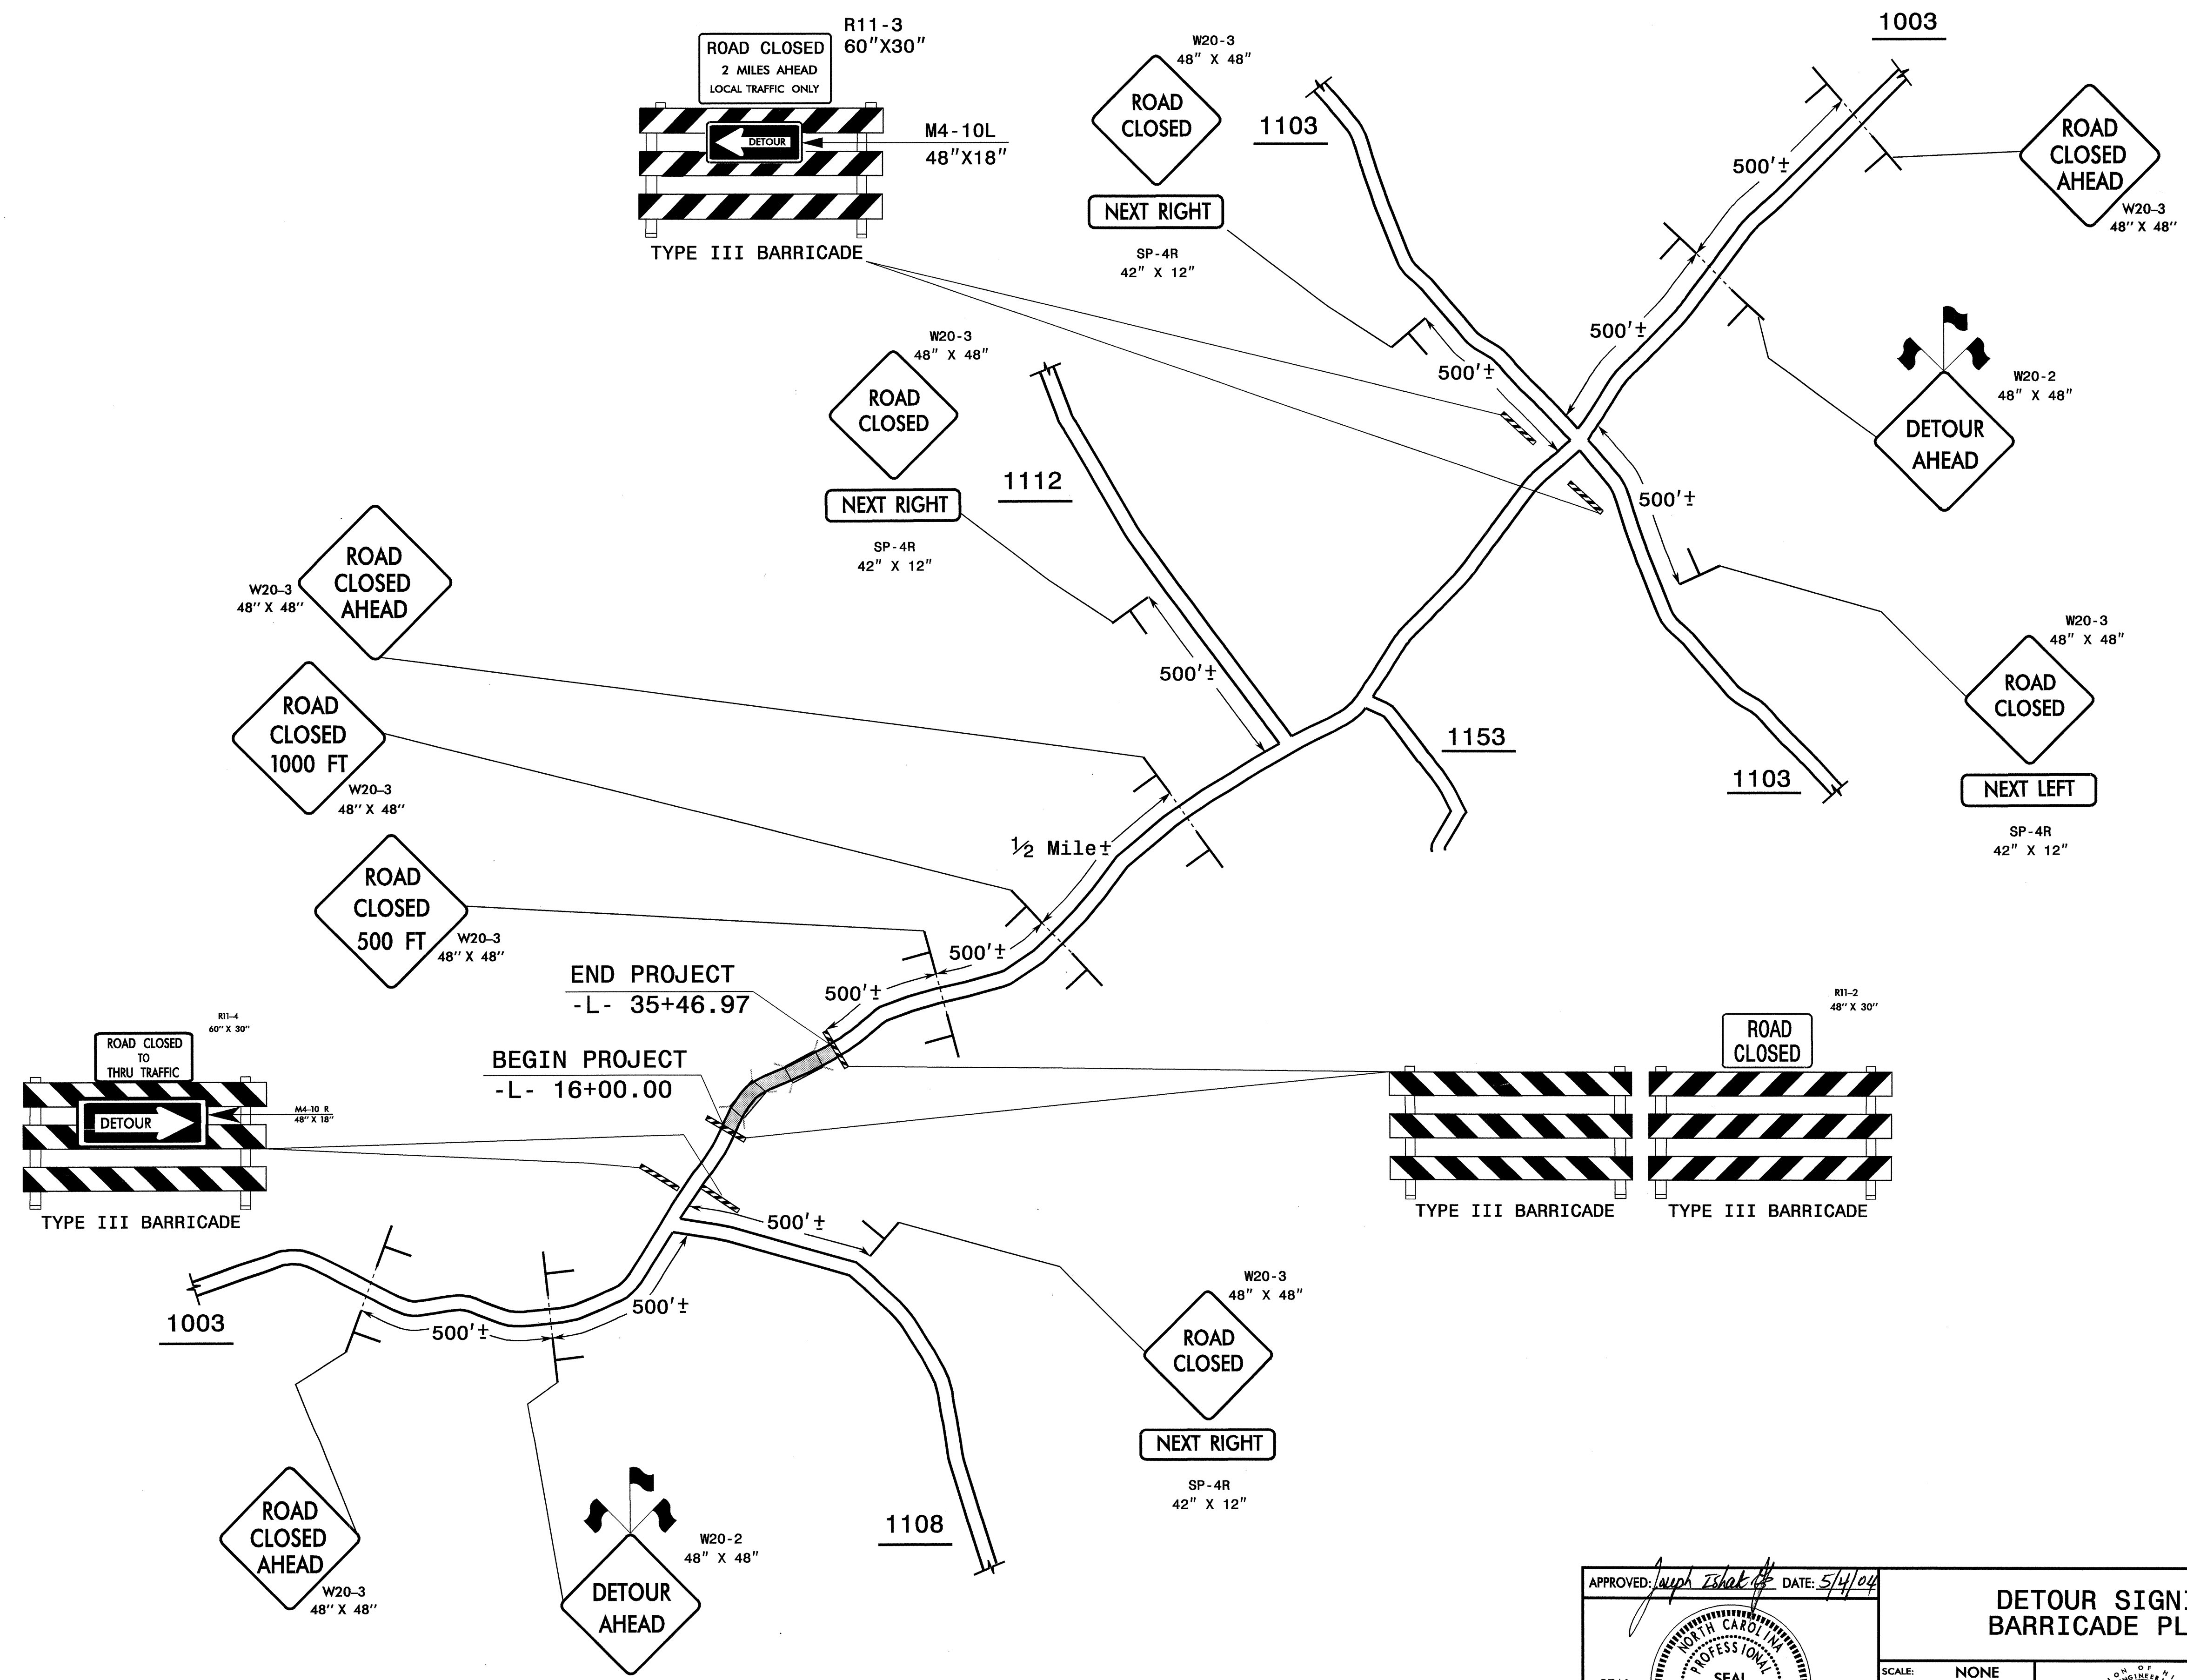 1003
R11-3
60"X30"
ROAD CLOSED
2 MILES AHEAD
LOCAL TRAFFIC ONLY
DETOUR
M4-10L
48"X18"
TYPE III BARRICADE
W20-3
48" X 48"
ROAD
CLOSED
NEXT RIGHT
SP-4R
42" X 12"
1103
500'±
ROAD
CLOSED
AHEAD
W20-3
48" X 48"
500'±
500'±
W20-2
48" X 48"
DETOUR
AHEAD
W20-3
48" X 48"
ROAD
CLOSED
NEXT RIGHT
SP-4R
42" X 12"
1112
500'±
500'±
W20-3
48" X 48"
ROAD
CLOSED
NEXT LEFT
SP-4R
42" X 12"
1153
1103
ROAD
CLOSED
AHEAD
W20-3
48" X 48"
ROAD
CLOSED
1000 FT
W20-3
48" X 48"
½ Mile±
ROAD
CLOSED
500 FT
W20-3
48" X 48"
500'±
500'±
END PROJECT
-L- 35+46.97
BEGIN PROJECT
-L- 16+00.00
R11-4
60" X 30"
ROAD CLOSED
TO
THRU TRAFFIC
DETOUR
M4-10 R
48" X 18"
TYPE III BARRICADE
R11-2
48" X 30"
ROAD
CLOSED
TYPE III BARRICADE
TYPE III BARRICADE
500'±
500'±
500'±
1003
W20-3
48" X 48"
ROAD
CLOSED
NEXT RIGHT
SP-4R
42" X 12"
1108
ROAD
CLOSED
AHEAD
W20-3
48" X 48"
W20-2
48" X 48"
DETOUR
AHEAD
APPROVED: Joseph Ishak DATE: 5/4/04
NORTH CAROLINA
PROFESSIONAL
SEAL
DETOUR SIGNI
BARRICADE PL
SCALE: NONE